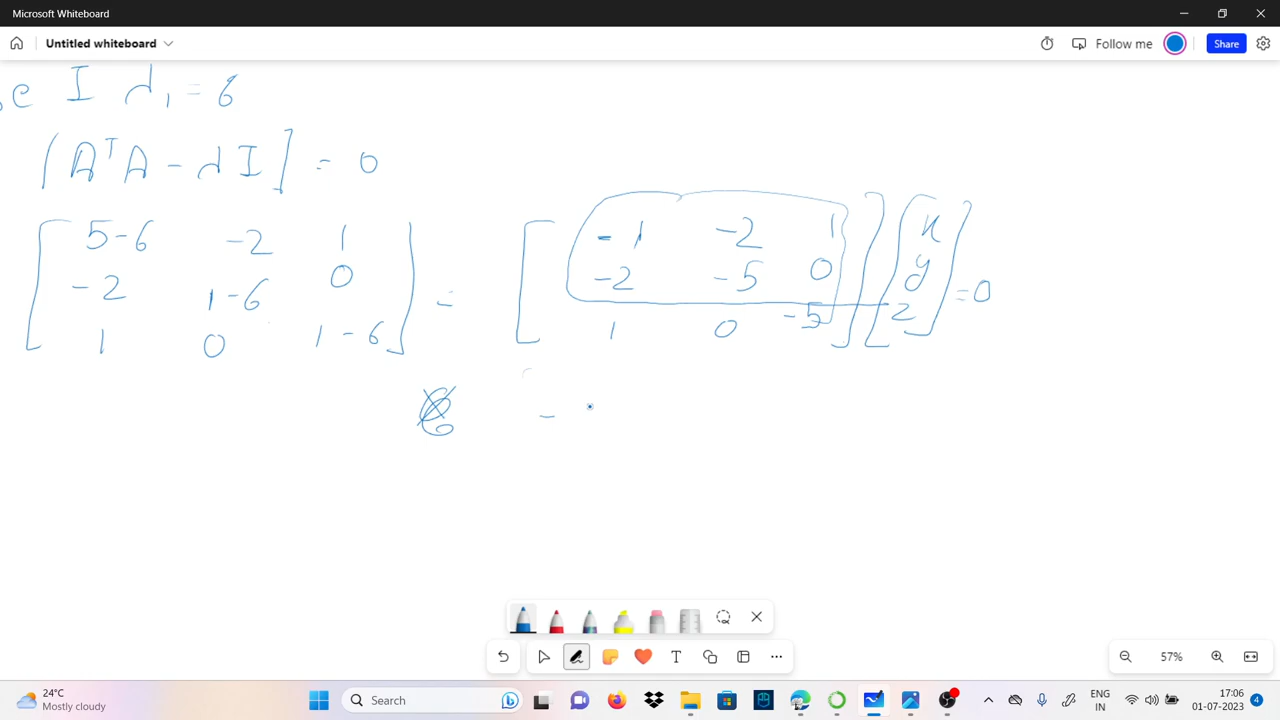 Microsoft Whiteboard
Untitled whiteboard
Follow me
Share
I λ₁ = 6
[AᵀA - λI] = 0
[5-6 -2 1] = [-1 -2 1] [x]
[-2 1-6 0] [-2 -5 0] [y] = 0
[1 0 1-6] [1 0 -5] [z]
-
57%
24°C
Mostly cloudy
Search
ENG
IN
17:06
01-07-2023
4